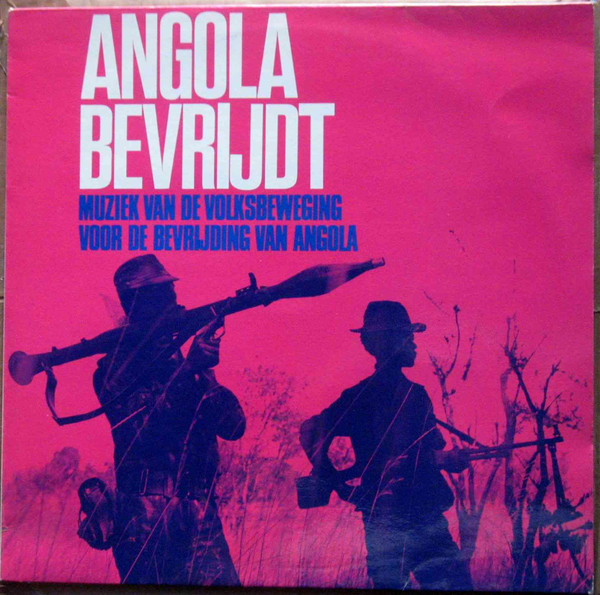 ANGOLA
BEVRIJDT
MUZIEK VAN DE VOLKSBEWEGING
VOOR DE BEVRIJDING VAN ANGOLA